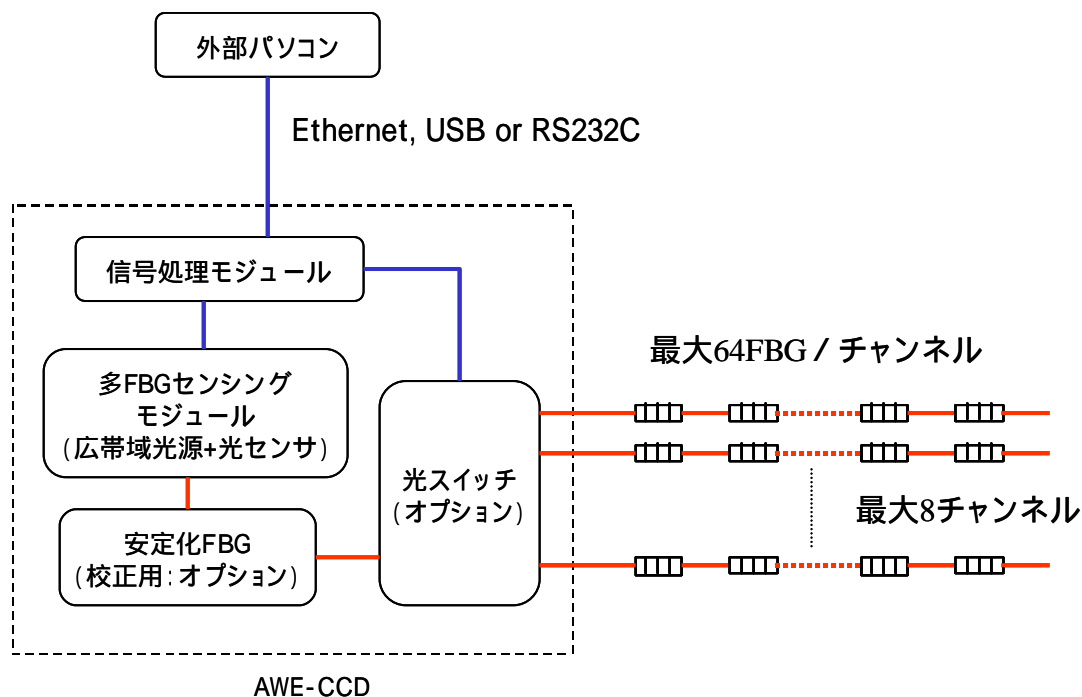 外部パソコン
Ethernet, USB or RS232C
信号処理モジュール
多FBGセンシング
モジュール
(広帯域光源+光センサ)
安定化FBG
(校正用:オプション)
光スイッチ
(オプション)
最大64FBG / チャンネル
最大8チャンネル
AWE-CCD